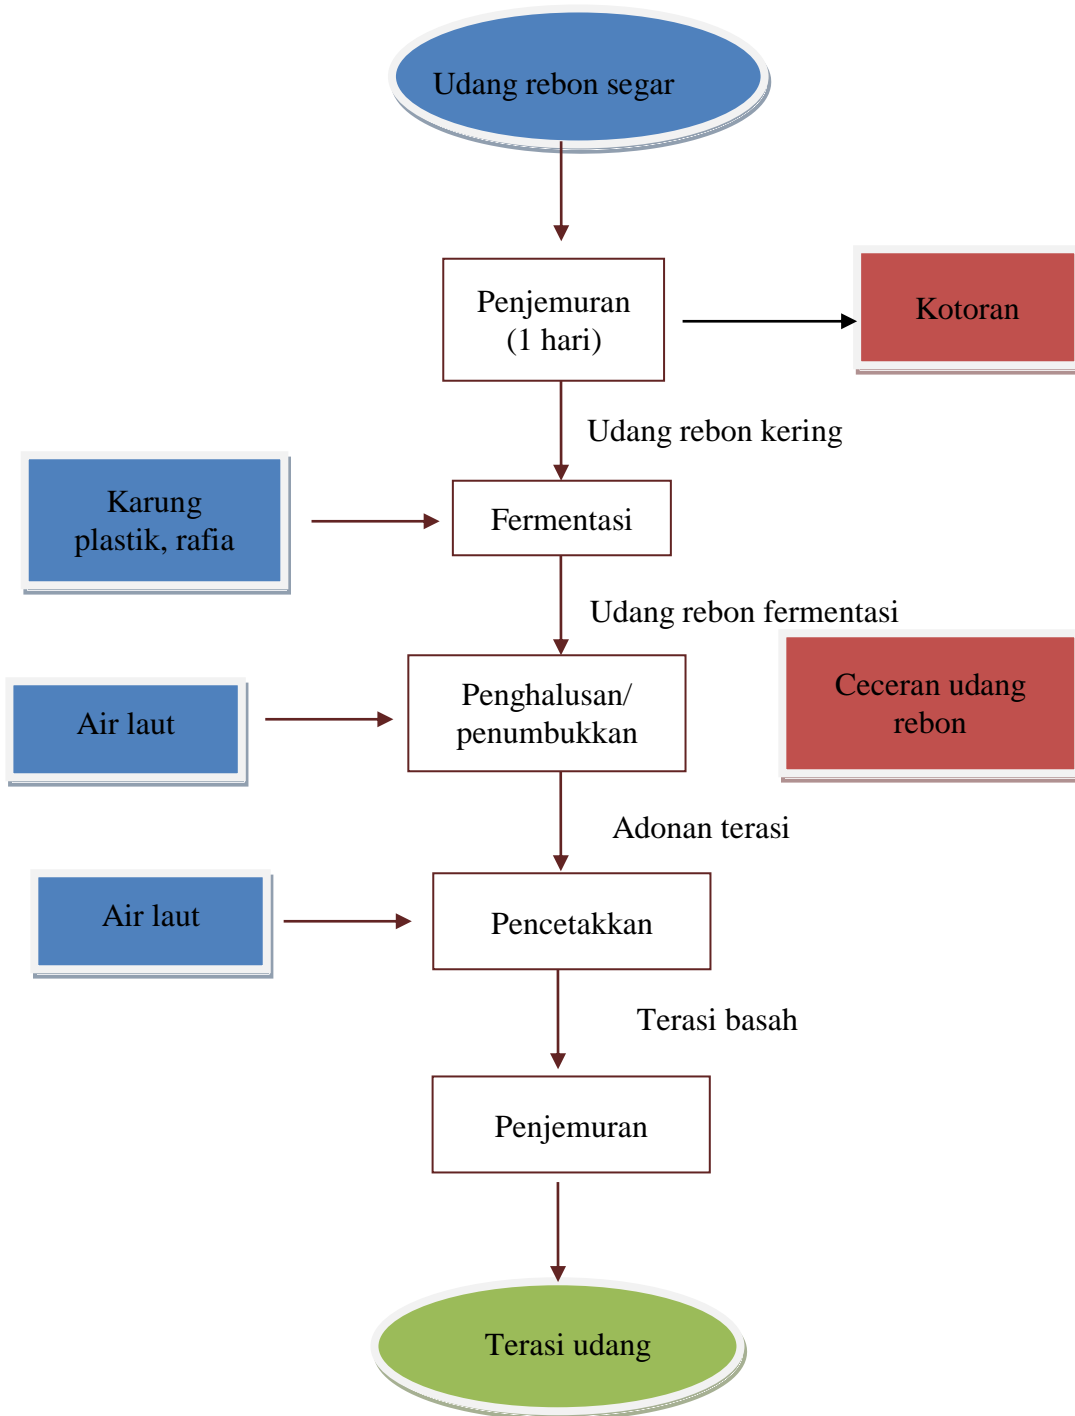 Udang rebon segar
Penjemuran
(1 hari)
Kotoran
Udang rebon kering
Karung
plastik, rafia
Fermentasi
Udang rebon fermentasi
Air laut
Penghalusan/
penumbukkan
Ceceran udang
rebon
Adonan terasi
Air laut
Pencetakkan
Terasi basah
Penjemuran
Terasi udang